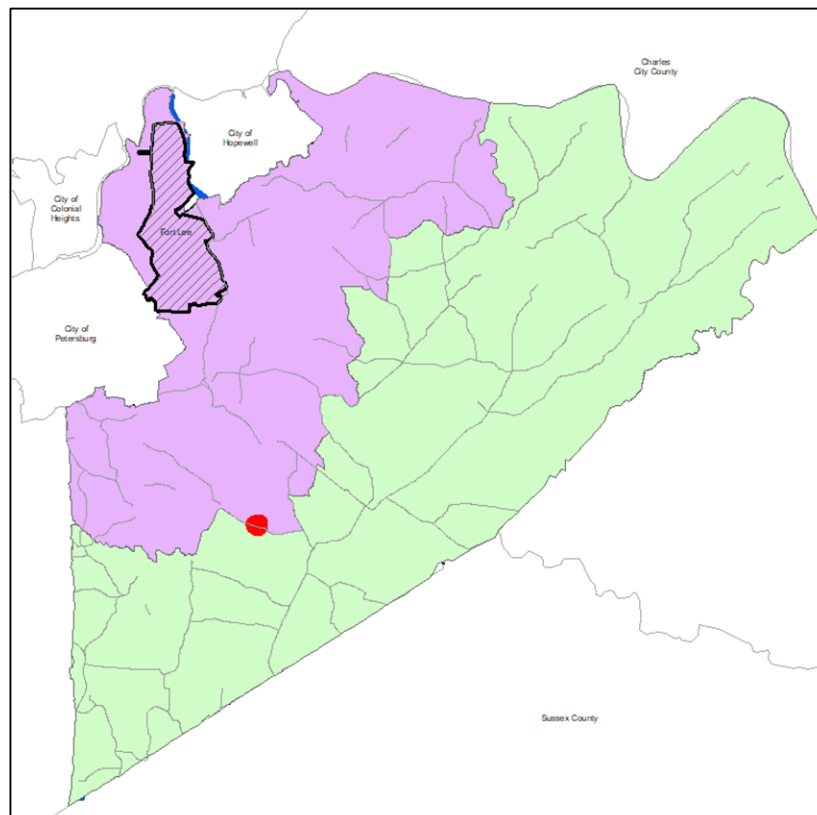 Charles
City County
City of
Hopewell
City of
Colonial
Heights
Fort Lee
City of
Petersburg
Sussex County